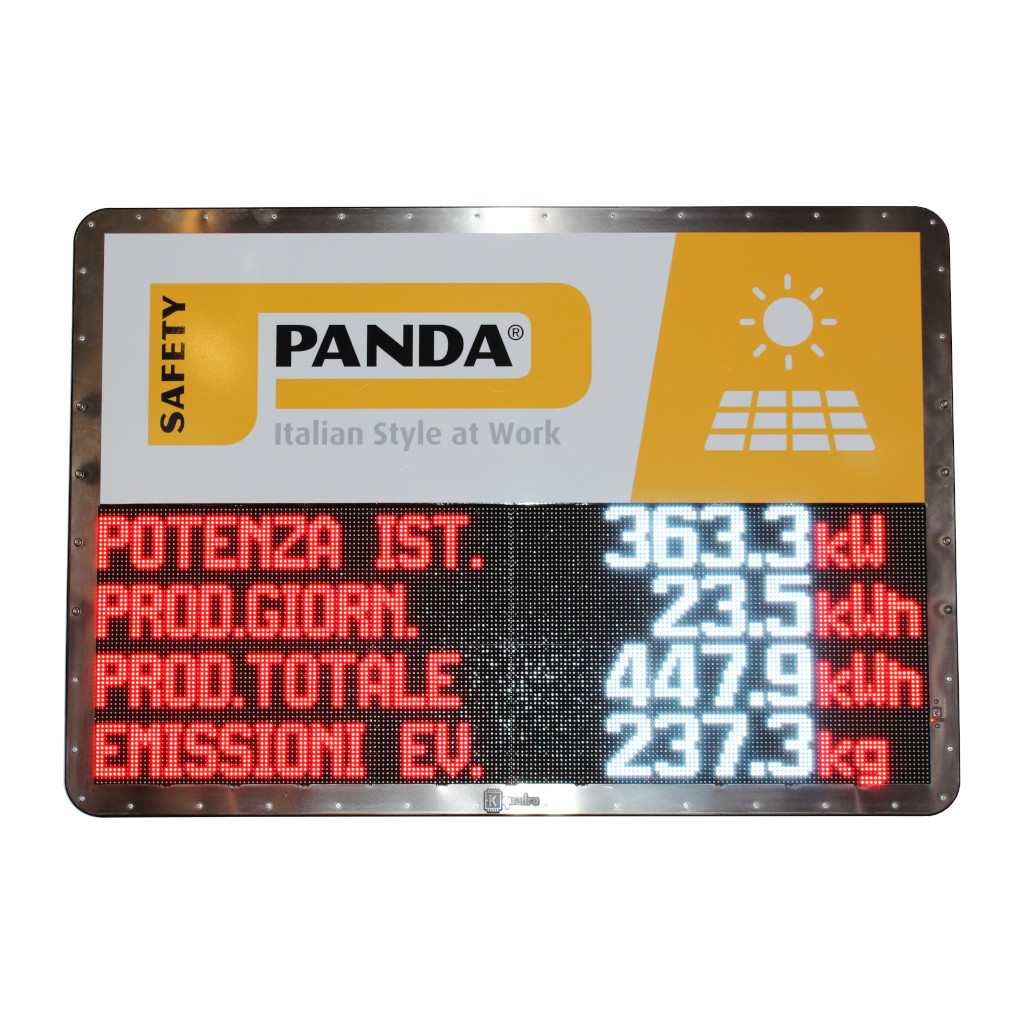 SAFETY
PANDA®
Italian Style at Work
POTENZA IST. 363.3 kW
PROD.GIORN. 23.5 kWh
PROD.TOTALE 447.9 kWh
EMISSIONI EV. 237.3 kg
K quadro